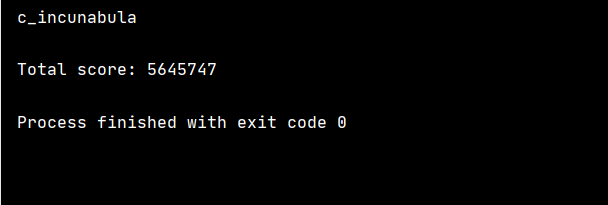 c_incunabula
Total score: 5645747
Process finished with exit code 0